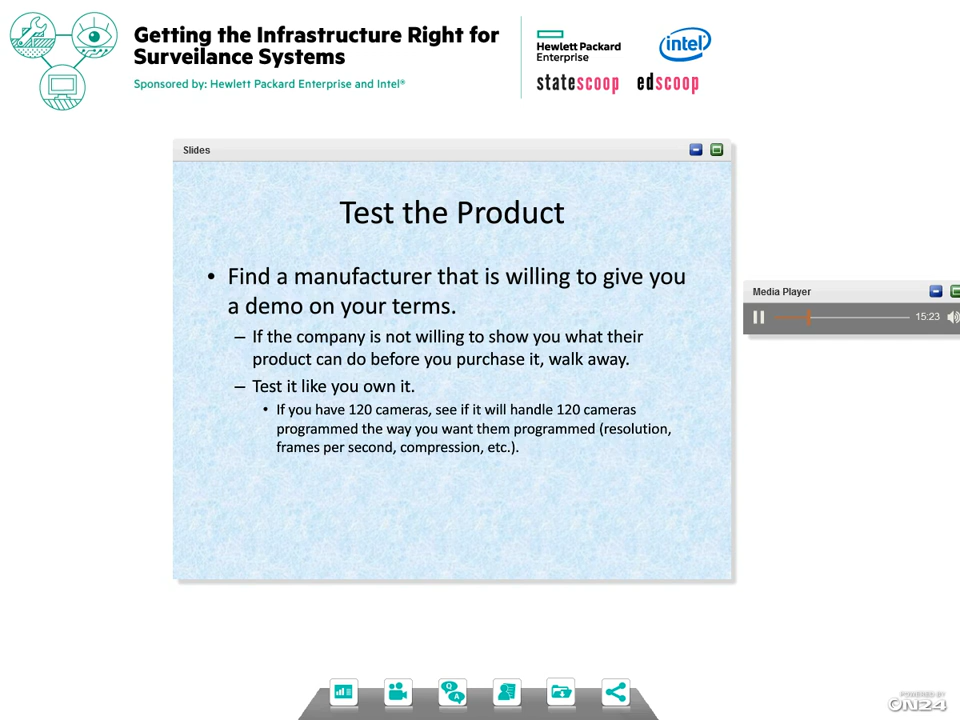 Getting the Infrastructure Right for
Surveilance Systems
Sponsored by: Hewlett Packard Enterprise and Intel®
Hewlett Packard
Enterprise
intel®
statescoop edscoop
Slides
Test the Product
• Find a manufacturer that is willing to give you
a demo on your terms.
– If the company is not willing to show you what their
product can do before you purchase it, walk away.
– Test it like you own it.
• If you have 120 cameras, see if it will handle 120 cameras
programmed the way you want them programmed (resolution,
frames per second, compression, etc.).
Media Player
15:23
Q
A
POWERED BY
ON24